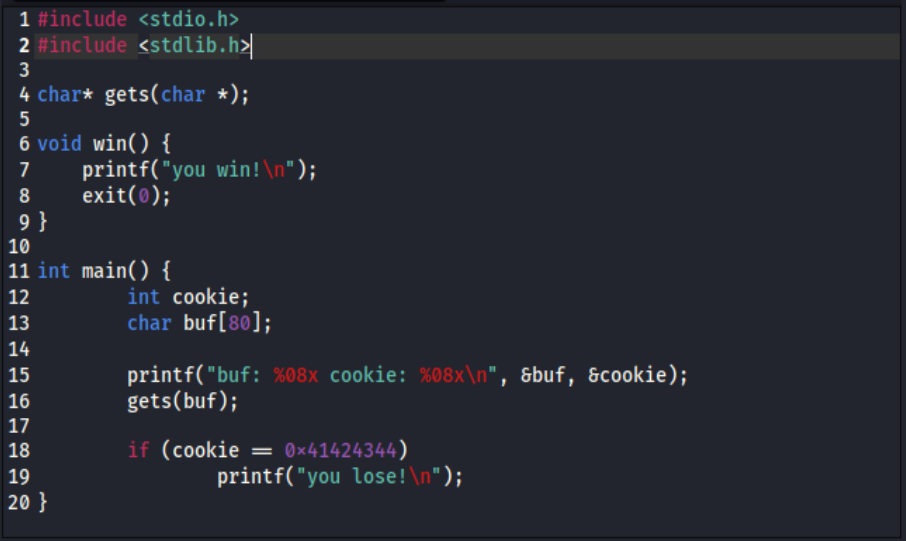 1 #include <stdio.h>
2 #include <stdlib.h>
3
4 char* gets(char *);
5
6 void win() {
7     printf("you win!\n");
8     exit(0);
9 }
10
11 int main() {
12         int cookie;
13         char buf[80];
14
15         printf("buf: %08x cookie: %08x\n", &buf, &cookie);
16         gets(buf);
17
18         if (cookie == 0x41424344)
19                 printf("you lose!\n");
20 }